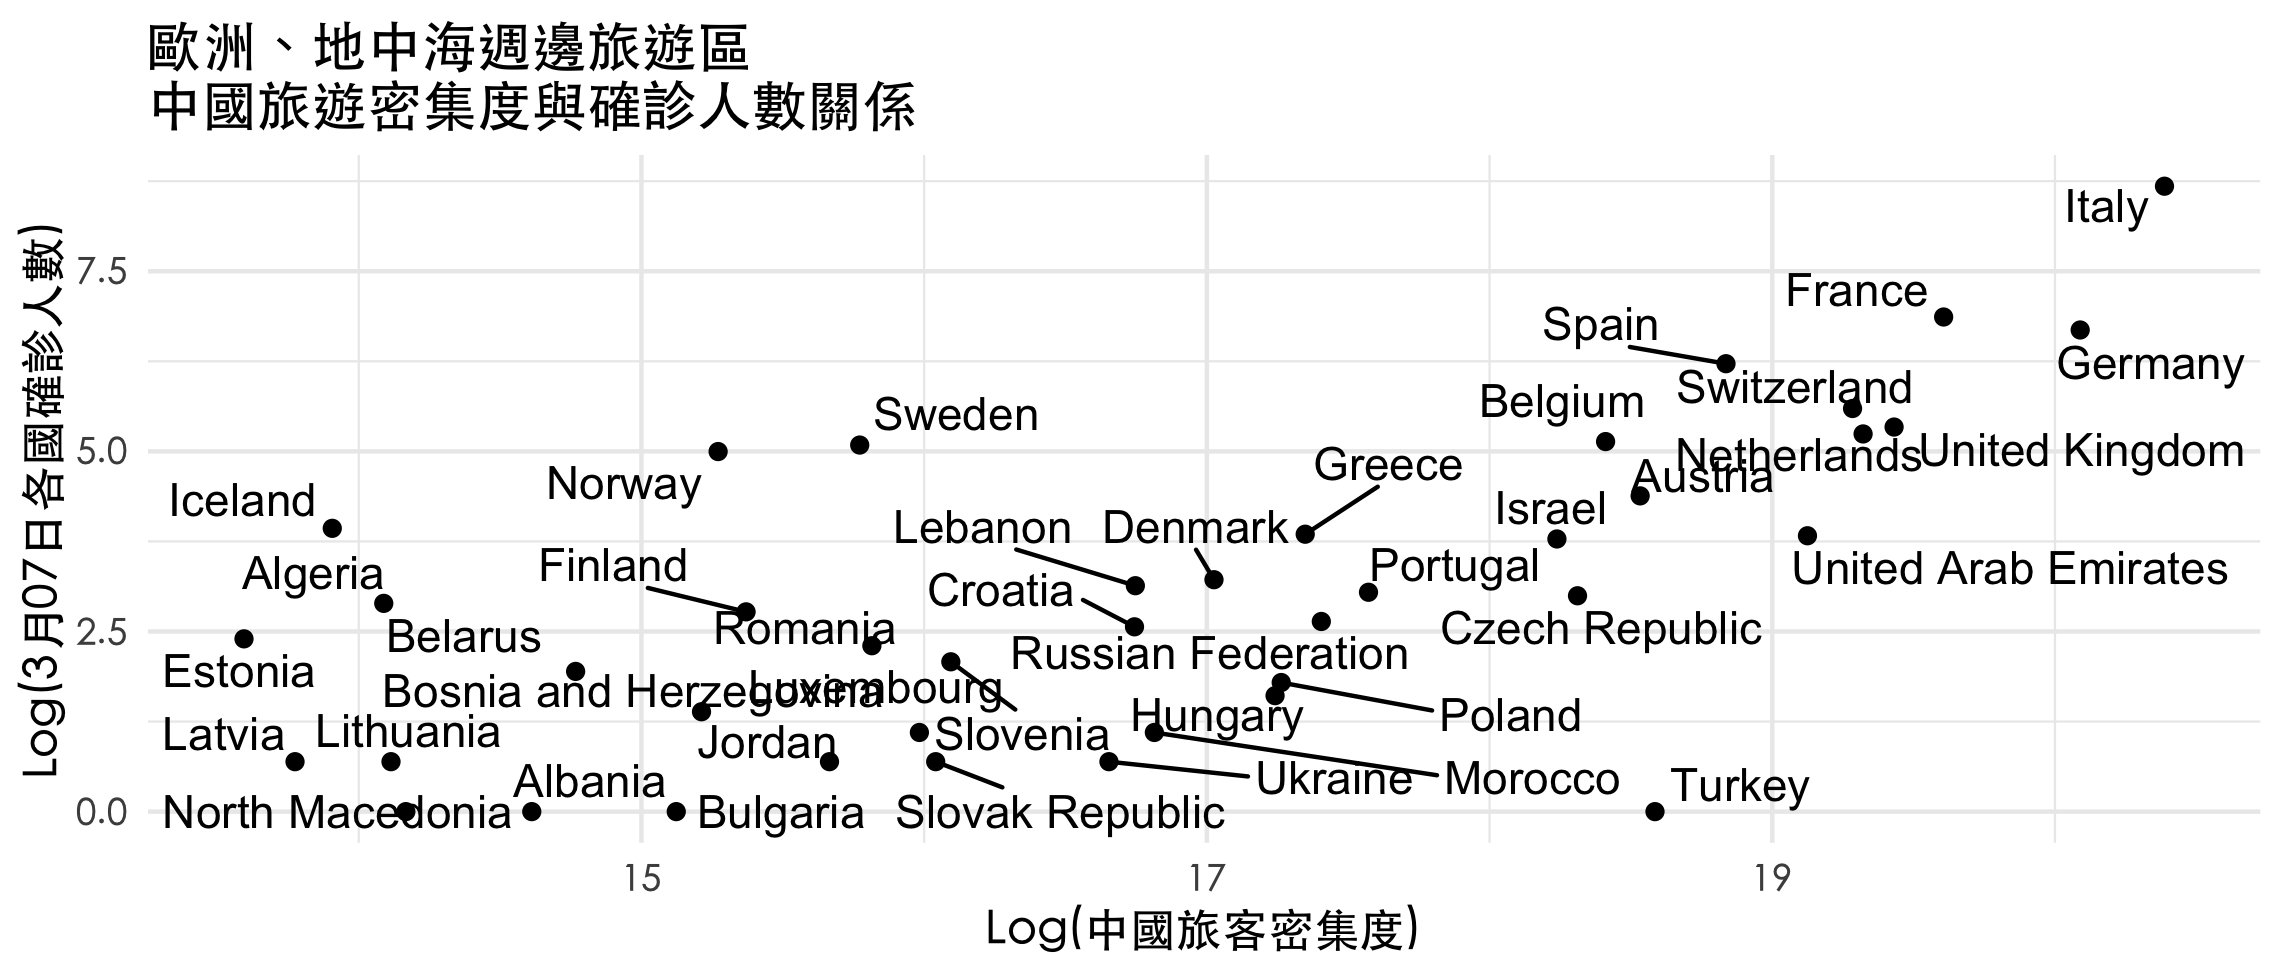 歐洲、地中海週邊旅遊區
中國旅遊密集度與確診人數關係
Log(3月07日各國確診人數)
7.5
5.0
2.5
0.0
Italy
France
Spain
Germany
Switzerland
Belgium
Sweden
Netherlands
United Kingdom
Greece
Austria
Norway
Iceland
Israel
Lebanon
Denmark
Finland
Portugal
United Arab Emirates
Algeria
Croatia
Romania
Czech Republic
Belarus
Russian Federation
Estonia
Bosnia and Herzegovina
Luxembourg
Hungary
Poland
Latvia
Lithuania
Jordan
Slovenia
Ukraine
Morocco
Turkey
Albania
North Macedonia
Bulgaria
Slovak Republic
15
17
19
Log(中國旅客密集度)